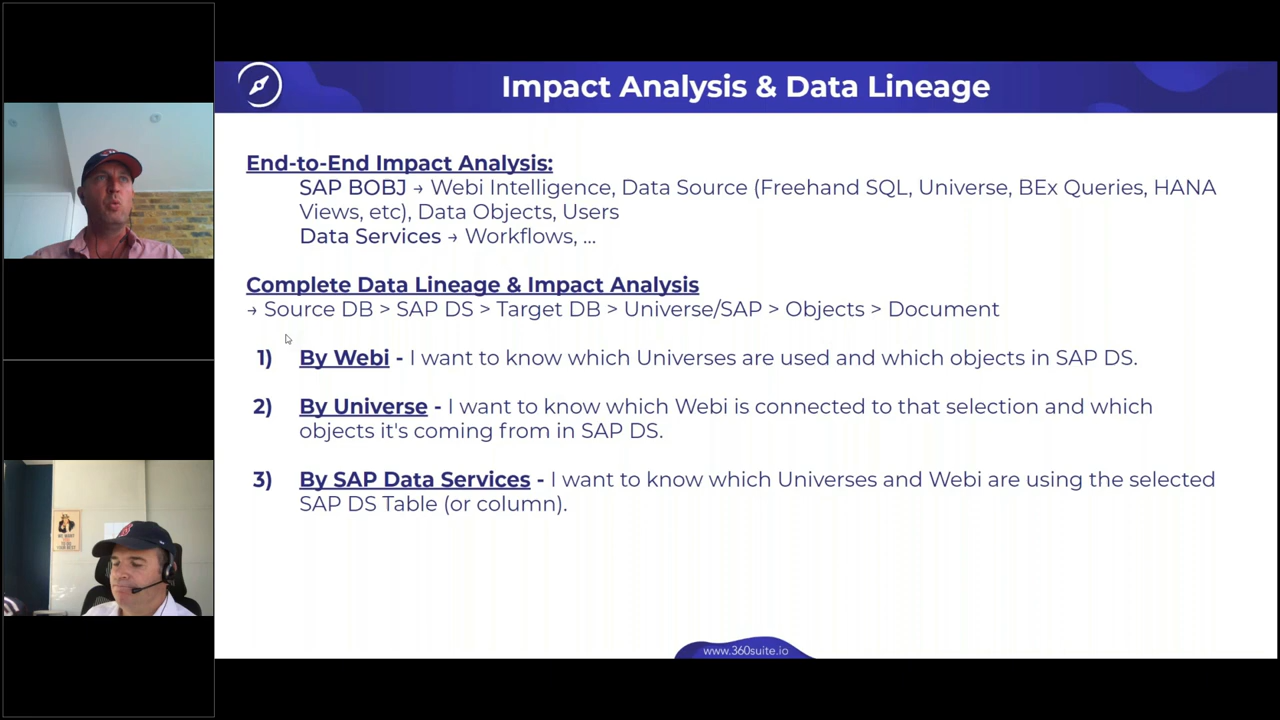 Impact Analysis & Data Lineage
End-to-End Impact Analysis:
SAP BOBJ → Webi Intelligence, Data Source (Freehand SQL, Universe, BEx Queries, HANA
Views, etc), Data Objects, Users
Data Services → Workflows, ...
Complete Data Lineage & Impact Analysis
→ Source DB > SAP DS > Target DB > Universe/SAP > Objects > Document
1) By Webi - I want to know which Universes are used and which objects in SAP DS.
2) By Universe - I want to know which Webi is connected to that selection and which
objects it's coming from in SAP DS.
3) By SAP Data Services - I want to know which Universes and Webi are using the selected
SAP DS Table (or column).
www.360suite.io